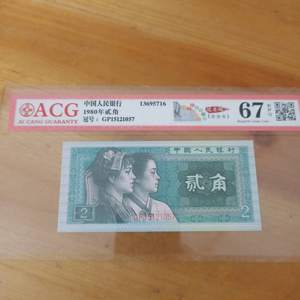 ACG
AI CANG GUARANTY
中国人民银行 13695716
1980年贰角
冠号： GP15121057
67
中国人民银行
贰角
GP15121057
2
2